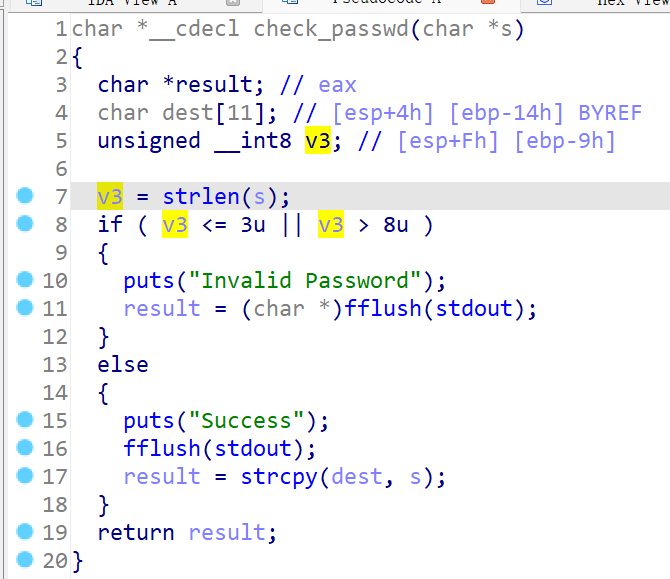 IDA View A Pseudocode A Hex View
1 char *__cdecl check_passwd(char *s)
2 {
3   char *result; // eax
4   char dest[11]; // [esp+4h] [ebp-14h] BYREF
5   unsigned __int8 v3; // [esp+Fh] [ebp-9h]
6
7   v3 = strlen(s);
8   if ( v3 <= 3u || v3 > 8u )
9   {
10     puts("Invalid Password");
11     result = (char *)fflush(stdout);
12   }
13   else
14   {
15     puts("Success");
16     fflush(stdout);
17     result = strcpy(dest, s);
18   }
19   return result;
20 }